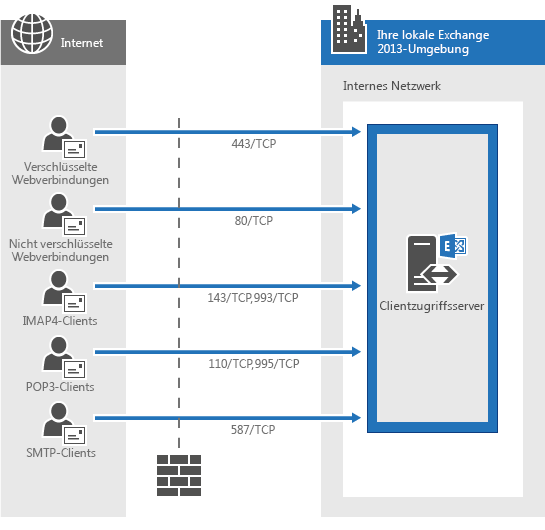 Internet
Ihre lokale Exchange
2013-Umgebung
Internes Netzwerk
443/TCP
Verschlüsselte
Webverbindungen
80/TCP
Nicht verschlüsselte
Webverbindungen
E
143/TCP,993/TCP
Clientzugriffsserver
IMAP4-Clients
110/TCP,995/TCP
POP3-Clients
587/TCP
SMTP-Clients